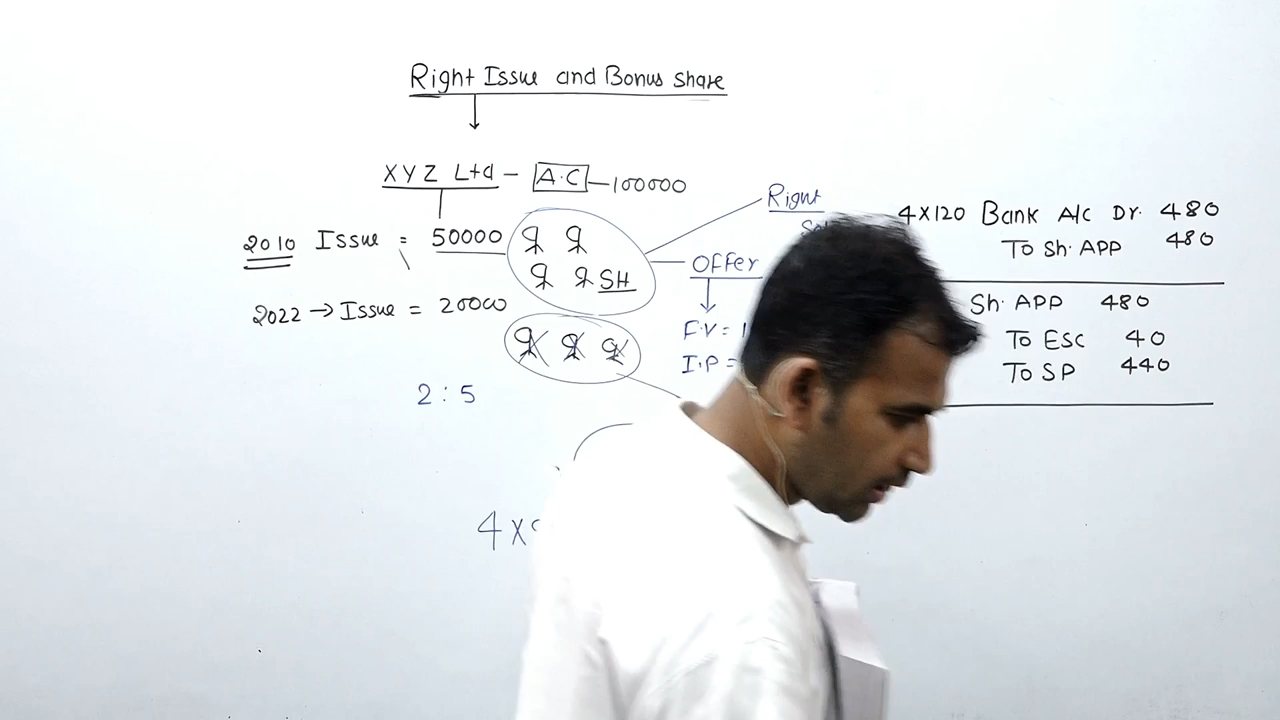 Right Issue and Bonus share
XYZ Ltd - A.C - 100000
2010 Issue = 50000
SH
2022 → Issue = 20000
2 : 5
4 X
Right
Offer
F.V =
I.P =
4X120 Bank A/c Dr. 480
To Sh. APP 480
Sh. APP 480
To ESC 40
To SP 440